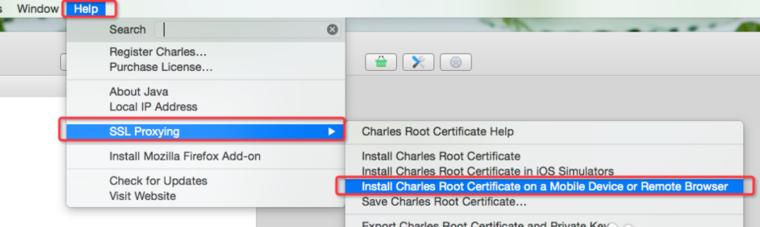 Window Help
Search
Register Charles...
Purchase License...
About Java
Local IP Address
SSL Proxying
Install Mozilla Firefox Add-on
Check for Updates
Visit Website
Charles Root Certificate Help
Install Charles Root Certificate
Install Charles Root Certificate in iOS Simulators
Install Charles Root Certificate on a Mobile Device or Remote Browser
Save Charles Root Certificate...
Export Charles Root Certificate and Private Key